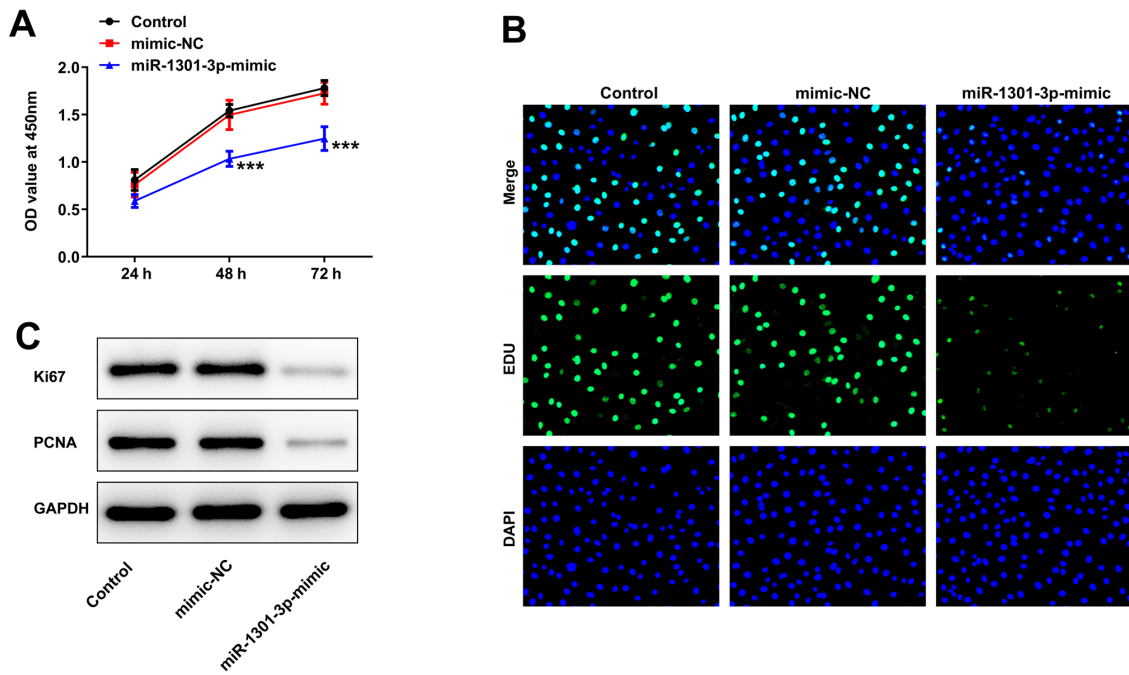 A
Control
mimic-NC
miR-1301-3p-mimic
OD value at 450nm
2.0
1.5
1.0
0.5
0.0
***
***
24 h 48 h 72 h
B
Control mimic-NC miR-1301-3p-mimic
Merge
EDU
DAPI
C
Ki67
PCNA
GAPDH
Control
mimic-NC
miR-1301-3p-mimic